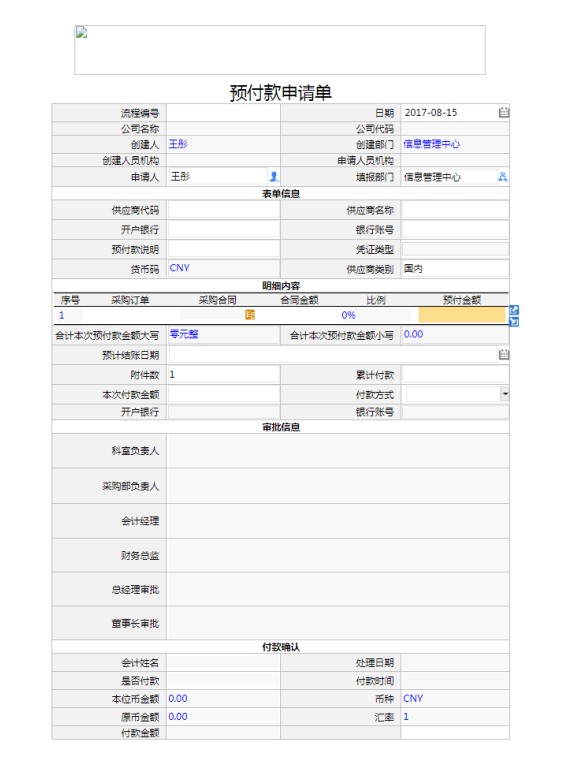 预付款申请单
流程编号 日期 2017-08-15
公司名称 公司代码
创建人 王彤 创建部门 信息管理中心
创建人员机构 申请人员机构
申请人 王彤 填报部门 信息管理中心
表单信息
供应商代码 供应商名称
开户银行 银行账号
预付款说明 凭证类型
货币码 CNY 供应商类别 国内
明细内容
序号 采购订单 采购合同 合同金额 比例 预付金额
1 0%
合计本次预付款金额大写 零元整 合计本次预付款金额小写 0.00
预计结账日期
附件数 1 累计付款
本次付款金额 付款方式
开户银行 银行账号
审批信息
科室负责人
采购部负责人
会计经理
财务总监
总经理审批
董事长审批
付款确认
会计姓名 处理日期
是否付款 付款时间
本位币金额 0.00 币种 CNY
原币金额 0.00 汇率 1
付款金额